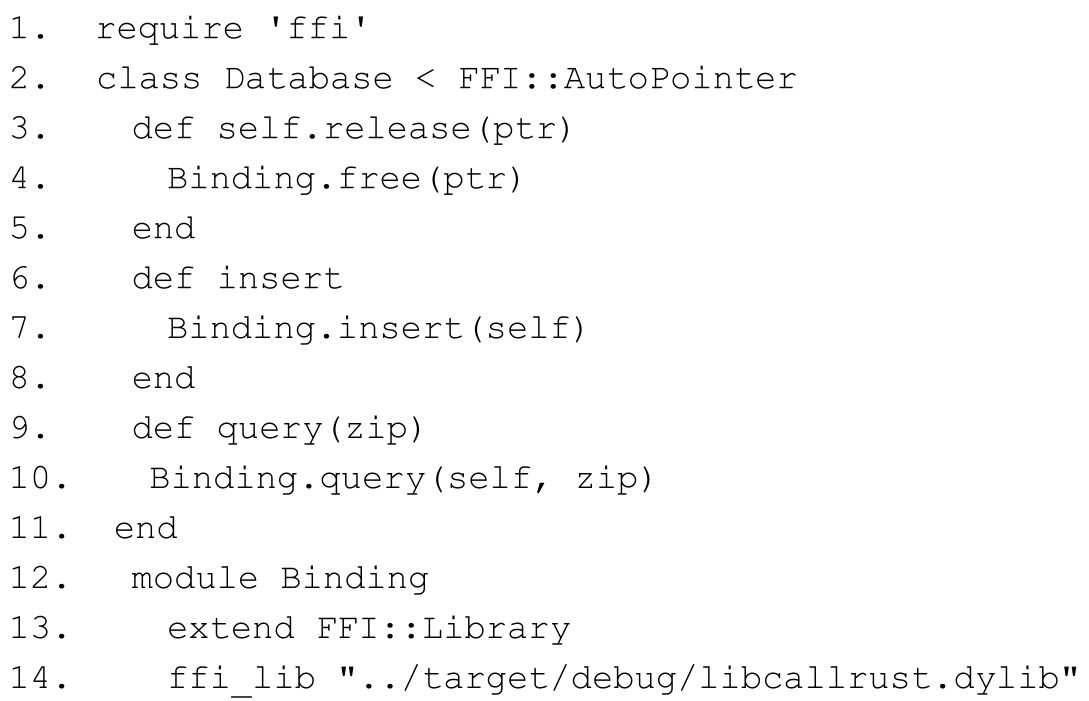 1. require 'ffi'
2. class Database < FFI::AutoPointer
3. def self.release(ptr)
4. Binding.free(ptr)
5. end
6. def insert
7. Binding.insert(self)
8. end
9. def query(zip)
10. Binding.query(self, zip)
11. end
12. module Binding
13. extend FFI::Library
14. ffi_lib "../target/debug/libcallrust.dylib"